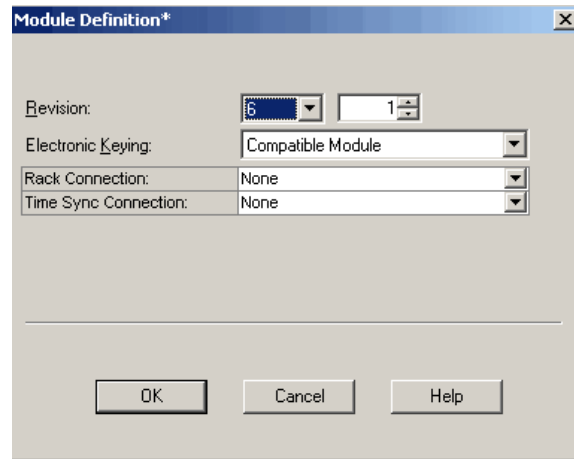 Module Definition*
Revision: 6 1
Electronic Keying: Compatible Module
Rack Connection: None
Time Sync Connection: None
OK Cancel Help